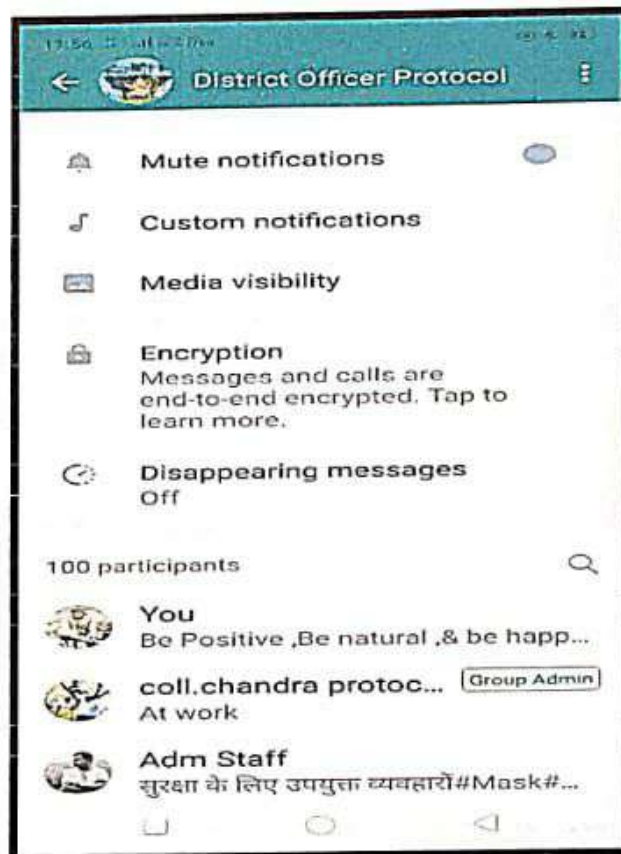 District Officer Protocol
Mute notifications
Custom notifications
Media visibility
Encryption
Messages and calls are
end-to-end encrypted. Tap to
learn more.
Disappearing messages
Off
100 participants
You
Be Positive ,Be natural ,& be happ...
coll.chandra protoc... Group Admin
At work
Adm Staff
सुरक्षा के लिए उपयुक्त व्यवहारों#Mask#...